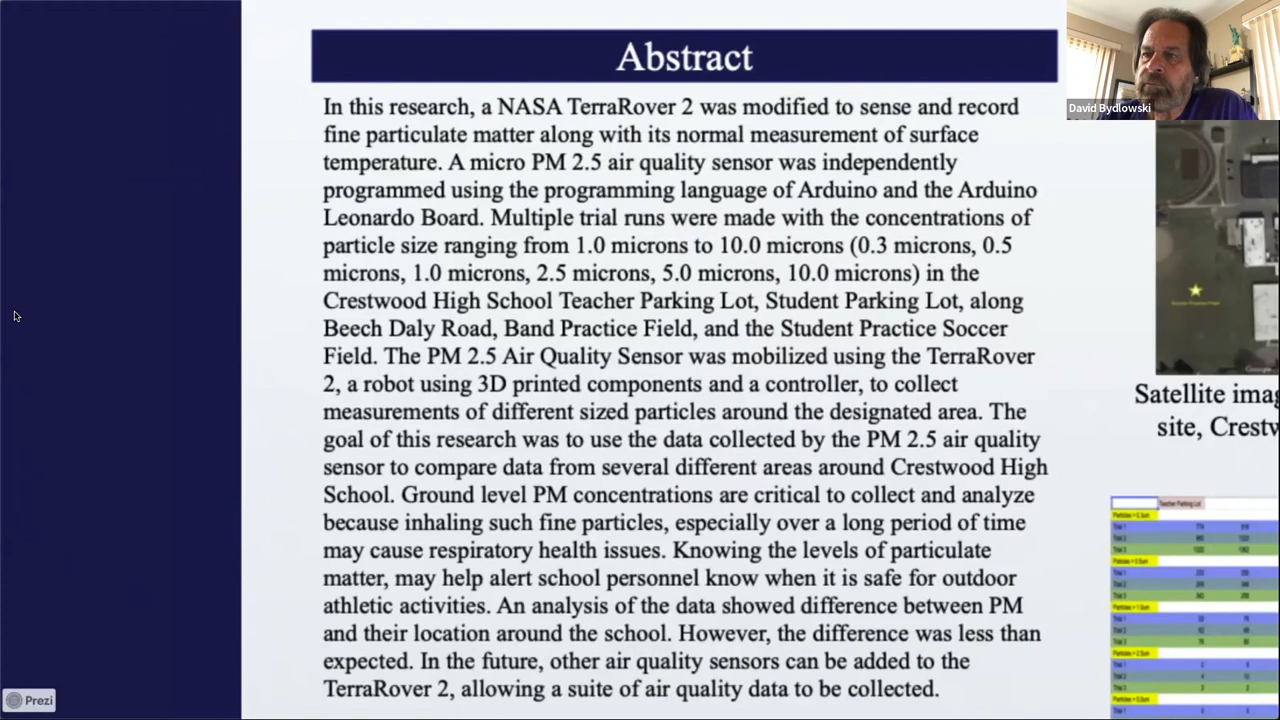 Abstract
In this research, a NASA TerraRover 2 was modified to sense and record
fine particulate matter along with its normal measurement of surface
temperature. A micro PM 2.5 air quality sensor was independently
programmed using the programming language of Arduino and the Arduino
Leonardo Board. Multiple trial runs were made with the concentrations of
particle size ranging from 1.0 microns to 10.0 microns (0.3 microns, 0.5
microns, 1.0 microns, 2.5 microns, 5.0 microns, 10.0 microns) in the
Crestwood High School Teacher Parking Lot, Student Parking Lot, along
Beech Daly Road, Band Practice Field, and the Student Practice Soccer
Field. The PM 2.5 Air Quality Sensor was mobilized using the TerraRover
2, a robot using 3D printed components and a controller, to collect
measurements of different sized particles around the designated area. The
goal of this research was to use the data collected by the PM 2.5 air quality
sensor to compare data from several different areas around Crestwood High
School. Ground level PM concentrations are critical to collect and analyze
because inhaling such fine particles, especially over a long period of time
may cause respiratory health issues. Knowing the levels of particulate
matter, may help alert school personnel know when it is safe for outdoor
athletic activities. An analysis of the data showed difference between PM
and their location around the school. However, the difference was less than
expected. In the future, other air quality sensors can be added to the
TerraRover 2, allowing a suite of air quality data to be collected.
David Bydlowski
Satellite imag
site, Crestw
Teacher Parking Lot
Prezi